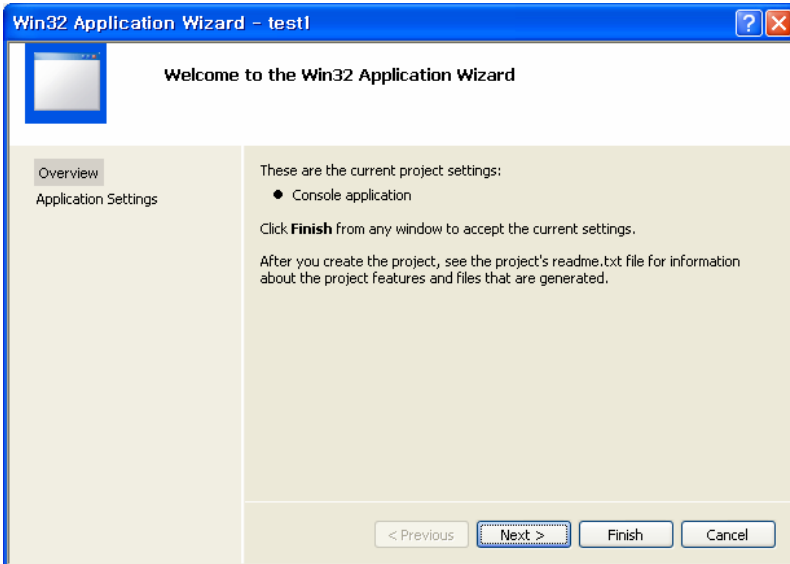 Win32 Application Wizard - test1
Welcome to the Win32 Application Wizard
Overview
Application Settings
These are the current project settings:
● Console application
Click Finish from any window to accept the current settings.
After you create the project, see the project's readme.txt file for information
about the project features and files that are generated.
< Previous
Next >
Finish
Cancel